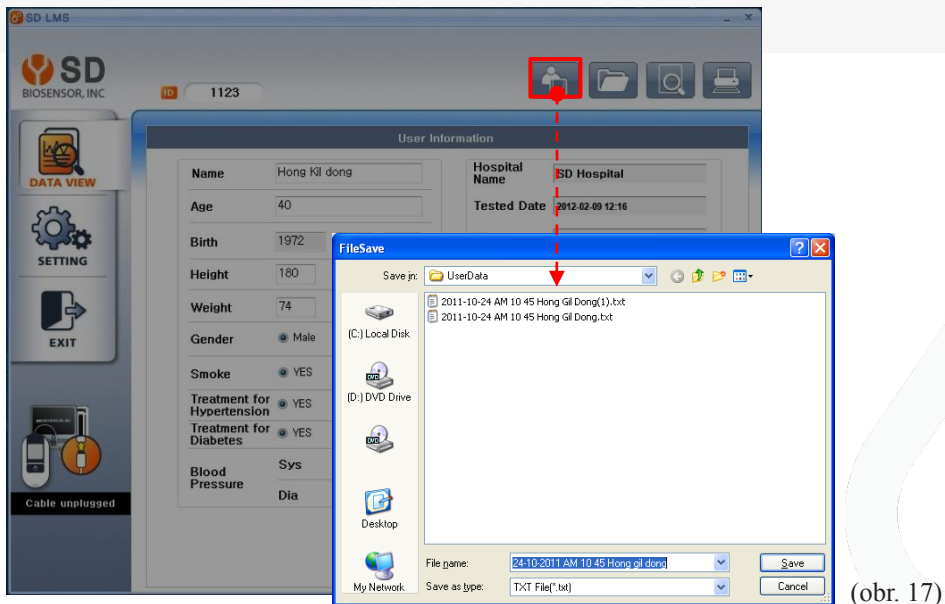 SD LMS
SD
BIOSENSOR, INC
ID 1123
User Information
DATA VIEW
SETTING
EXIT
Cable unplugged
Name Hong Kil dong
Age 40
Birth 1972
Height 180
Weight 74
Gender Male
Smoke YES
Treatment for
Hypertension YES
Treatment for
Diabetes YES
Blood
Pressure
Sys
Dia
Hospital
Name SD Hospital
Tested Date 2012-02-09 12:16
FileSave
Save in: UserData
2011-10-24 AM 10 45 Hong Gil Dong(1).txt
2011-10-24 AM 10 45 Hong Gil Dong.txt
(C:) Local Disk
DVD
(D:) DVD Drive
DVD
Desktop
My Network
File name: 24-10-2011 AM 10 45 Hong gil dong
Save
Save as type: TXT File(*.txt)
Cancel
(obr. 17)